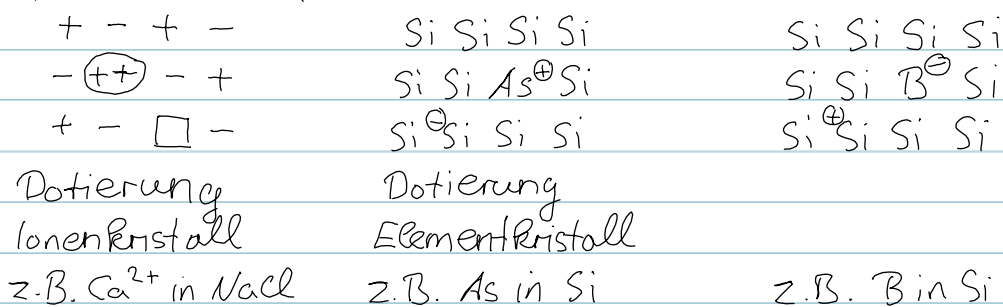 + - + - Si Si Si Si Si Si Si Si
- ++ - + Si Si As⊕ Si Si Si B⊖ Si
+ - □ - Si ⊖Si Si Si Si ⊕Si Si Si
Dotierung Dotierung
Ionenkristall Elementkristall
z.B. Ca²⁺ in NaCl z.B. As in Si z.B. B in Si